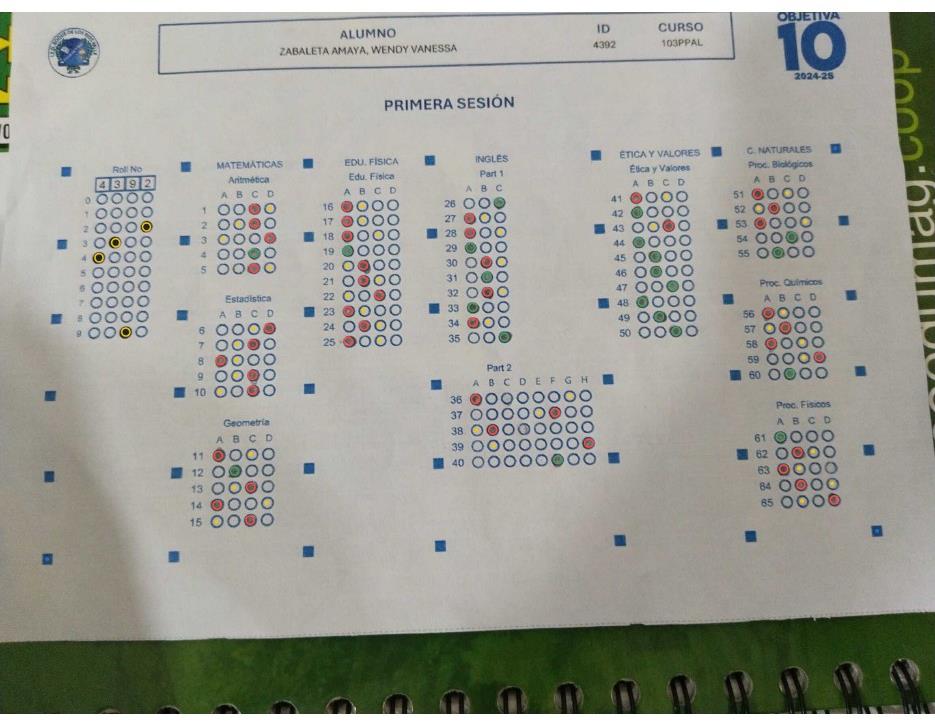 ALUMNO
ZABALETA AMAYA, WENDY VANESSA
ID
4392
CURSO
103PPAL
OBJETIVA
10
2024-2S
PRIMERA SESIÓN
Roll No
4 3 9 2
0
1
2
3
4
5
6
7
8
9
MATEMÁTICAS
Aritmética
A B C D
1
2
3
4
5
Estadística
A B C D
6
7
8
9
10
Geometría
A B C D
11
12
13
14
15
EDU. FÍSICA
Edu. Física
A B C D
16
17
18
19
20
21
22
23
24
25
INGLÉS
Part 1
A B C
26
27
28
29
30
31
32
33
34
35
Part 2
A B C D E F G H
36
37
38
39
40
ÉTICA Y VALORES
Ética y Valores
A B C D
41
42
43
44
45
46
47
48
49
50
C. NATURALES
Proc. Biológicos
A B C D
51
52
53
54
55
Proc. Químicos
A B C D
56
57
58
59
60
Proc. Físicos
A B C D
61
62
63
64
65